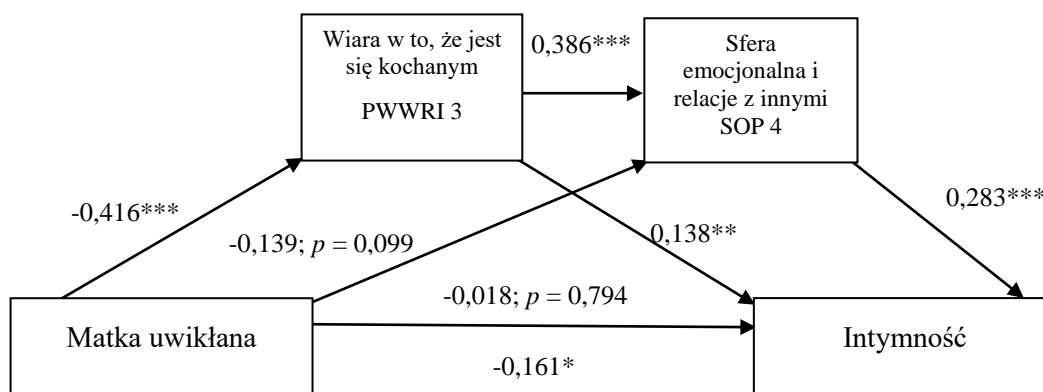 Wiara w to, że jest
się kochanym
PWWRI 3
0,386***
Sfera
emocjonalna i
relacje z innymi
SOP 4
-0,416***
-0,139; p = 0,099
0,138**
0,283***
-0,018; p = 0,794
Matka uwikłana
Intymność
-0,161*